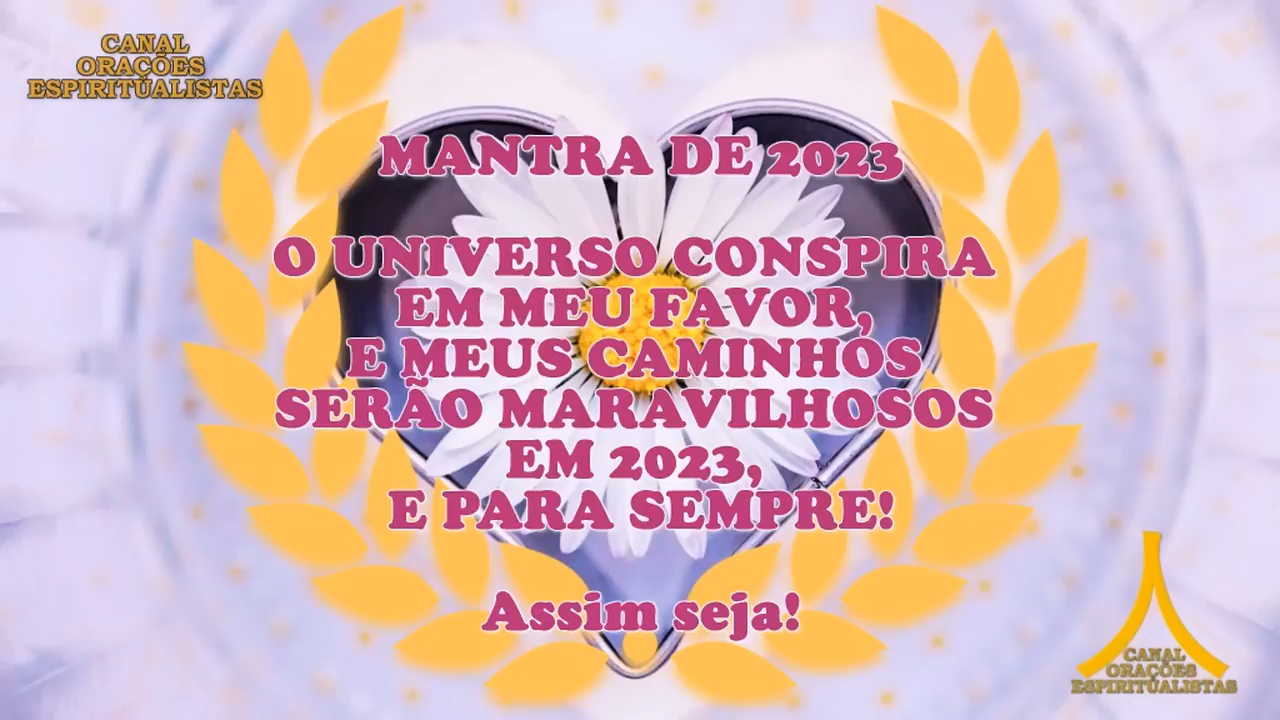 CANAL
ORAÇÕES
ESPIRITUALISTAS
MANTRA DE 2023
O UNIVERSO CONSPIRA
EM MEU FAVOR,
E MEUS CAMINHOS
SERÃO MARAVILHOSOS
EM 2023,
E PARA SEMPRE!
Assim seja!
CANAL
ORAÇÕES
ESPIRITUALISTAS